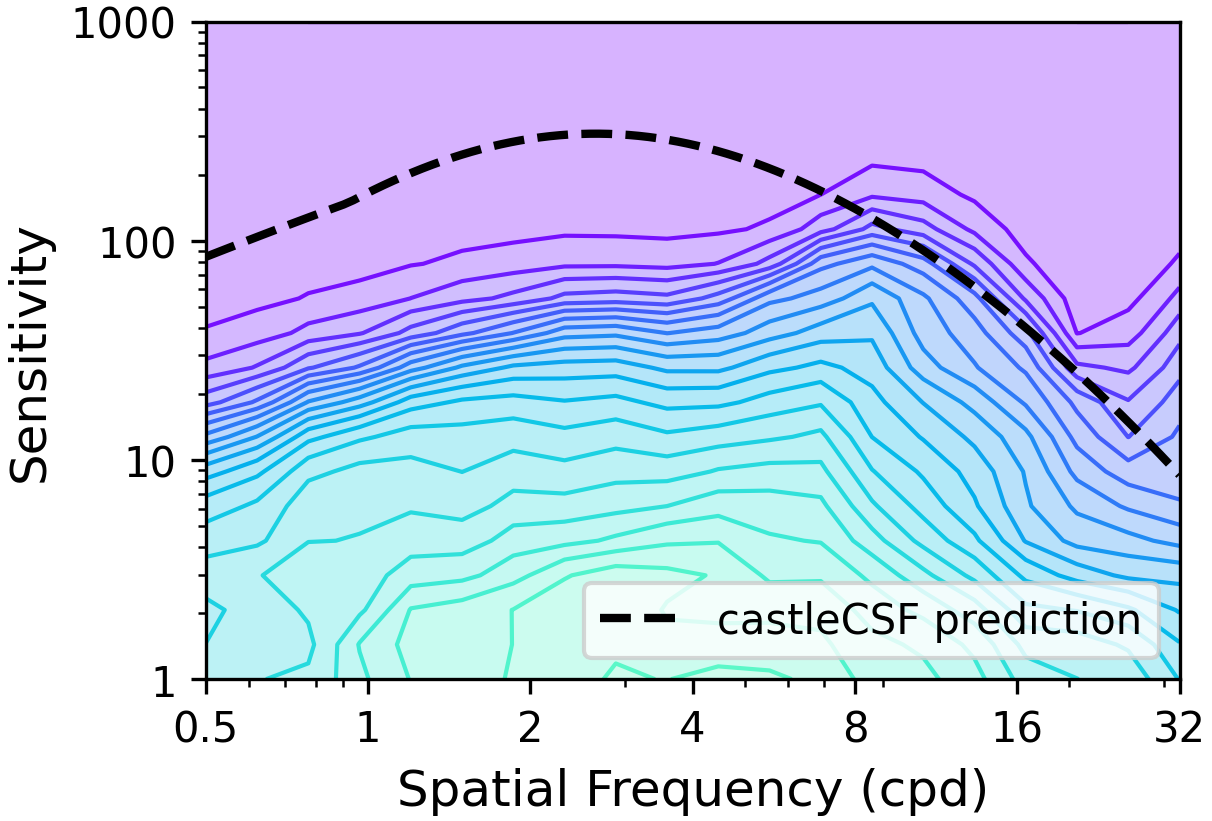 1000
100
10
1
Sensitivity
castleCSF prediction
0.5 1 2 4 8 16 32
Spatial Frequency (cpd)